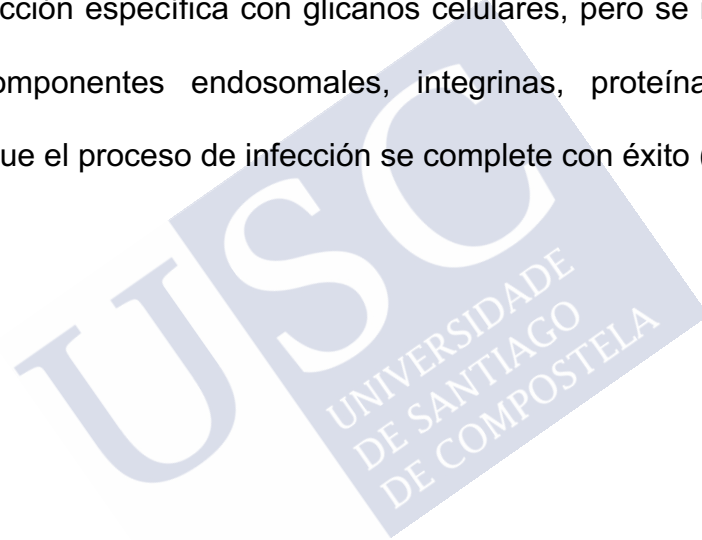 cción específica con glicanos celulares, pero se
omponentes endosomales, integrinas, proteína
ue el proceso de infección se complete con éxito (
USC
UNIVERSIDADE
DE SANTIAGO
DE COMPOSTELA